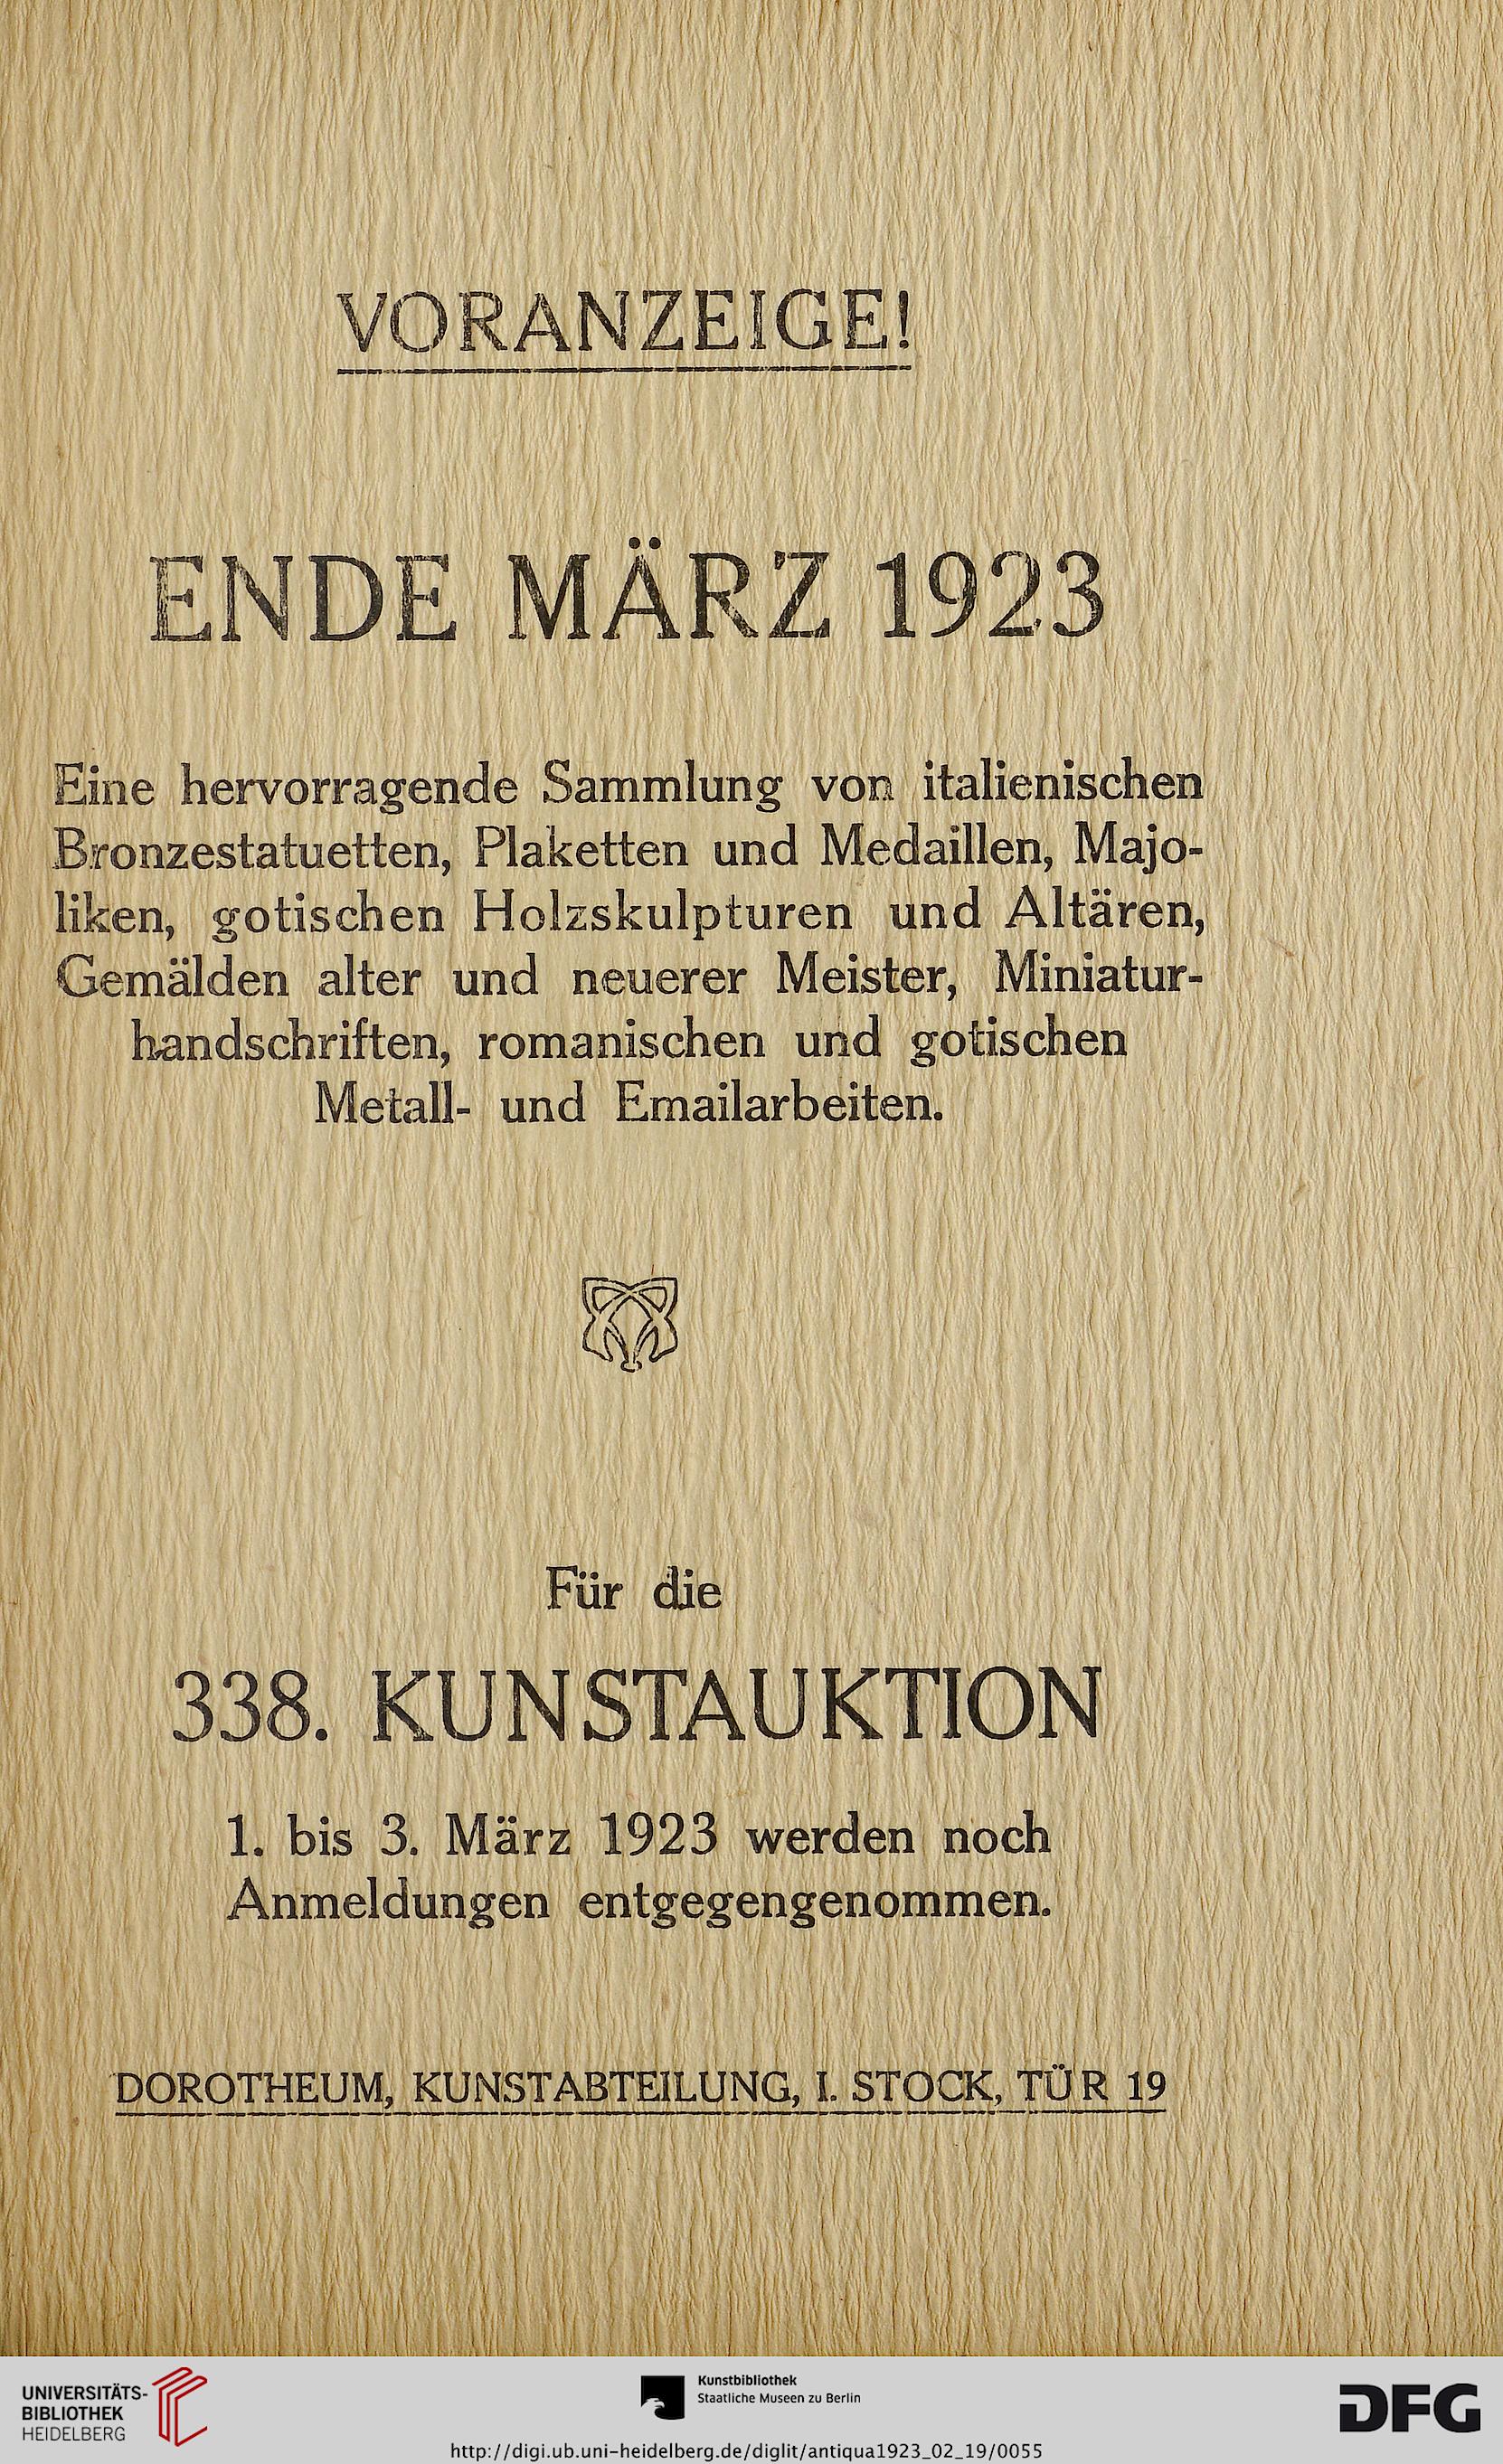 VORANZEIGE!
ENDE MÄRZ 1923
Eine hervorragende Sammlung von italienischen
Bronzestatuetten, Plaketten und Medaillen, Majo-
liken, gotischen Holzskulpturen und Altären,
Gemälden alter und neuerer Meister, Miniatur-
handschriften, romanischen und gotischen
Metall- und Emailarbeiten.
Für die
338. KUNSTAUKTION
1. bis 3. März 1923 werden noch
Anmeldungen entgegengenommen.
DOROTHEUM, KUNSTABTEILUNG, I. STOCK, TÜR 19
UNIVERSITÄTS-
BIBLIOTHEK
HEIDELBERG
Kunstbibliothek
Staatliche Museen zu Berlin
http://digi.ub.uni-heidelberg.de/diglit/antiqua1923_02_19/0055
DFG